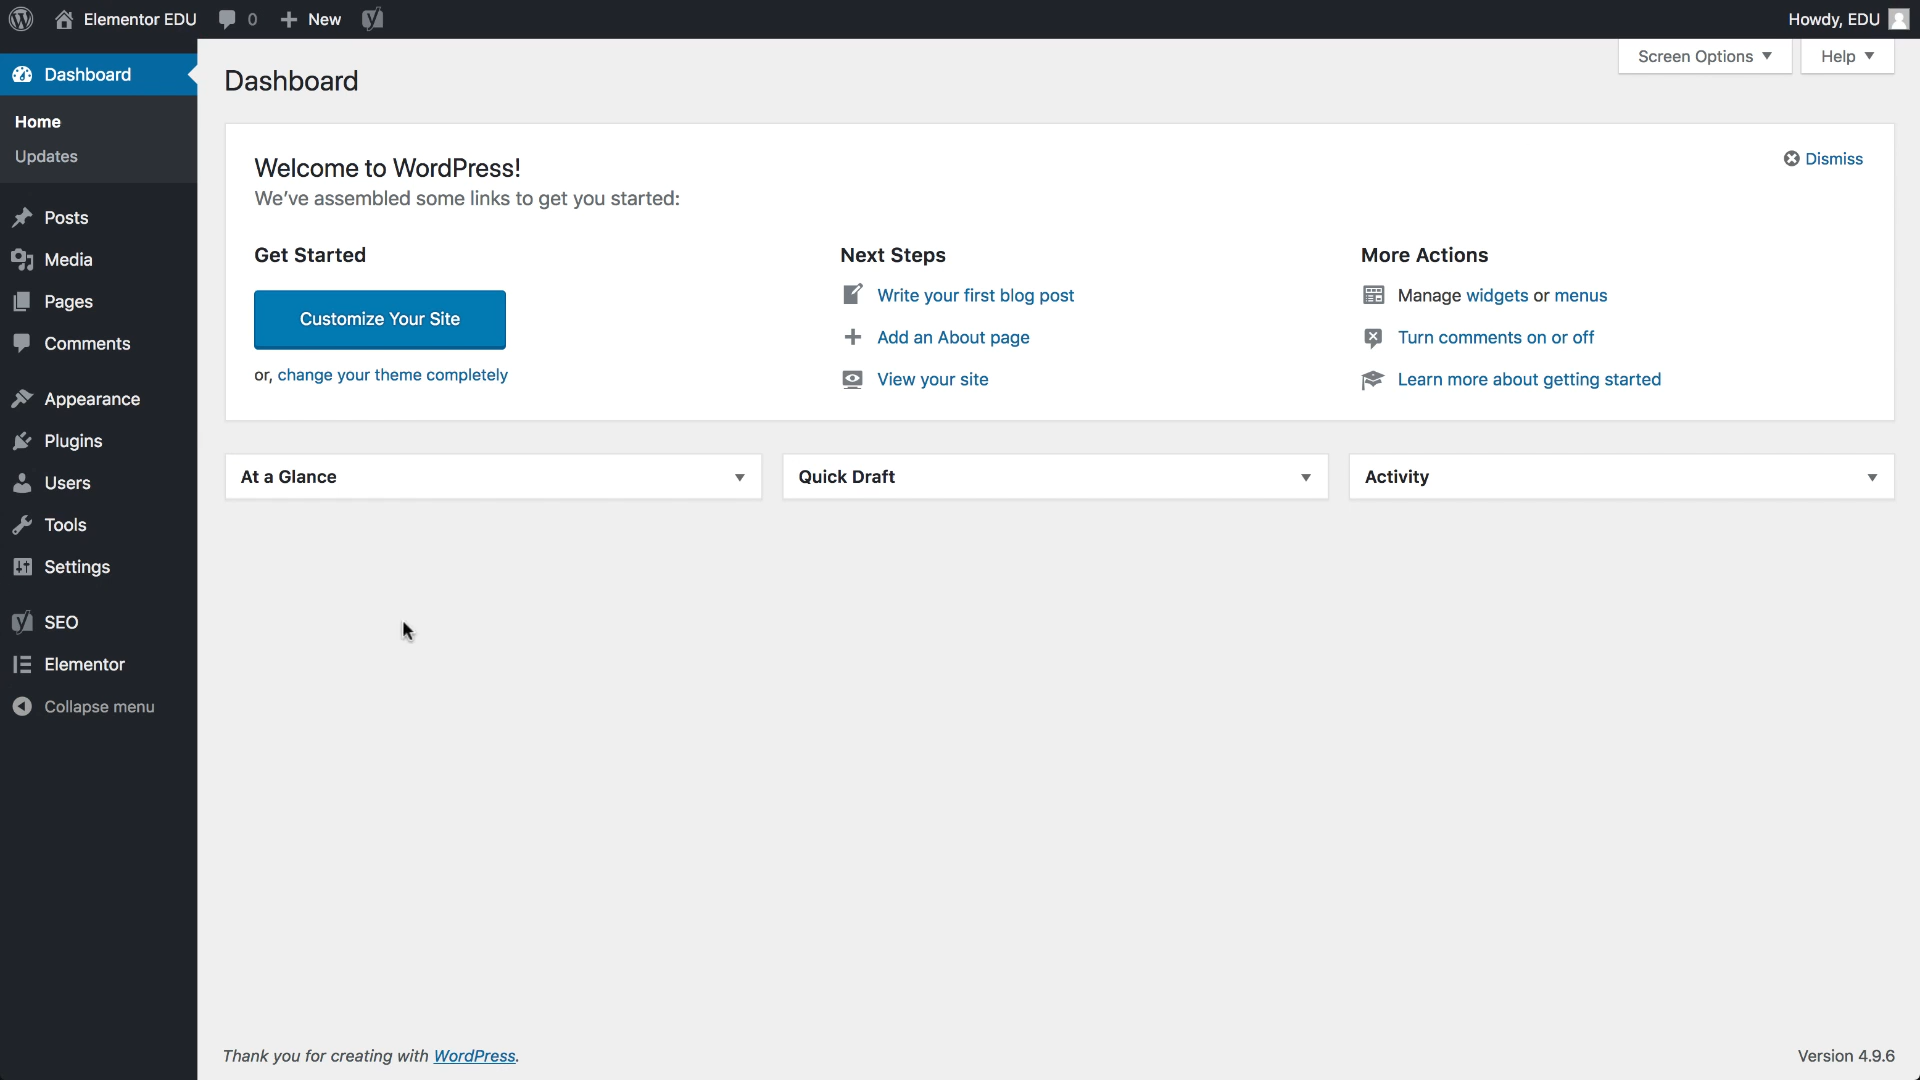 Elementor EDU 0 New Howdy, EDU
Screen Options Help
Dashboard
Home
Updates
Posts
Media
Pages
Comments
Appearance
Plugins
Users
Tools
Settings
SEO
Elementor
Collapse menu
Dashboard
Welcome to WordPress!
Dismiss
We've assembled some links to get you started:
Get Started
Customize Your Site
or, change your theme completely
Next Steps
Write your first blog post
Add an About page
View your site
More Actions
Manage widgets or menus
Turn comments on or off
Learn more about getting started
At a Glance
Quick Draft
Activity
Thank you for creating with WordPress.
Version 4.9.6